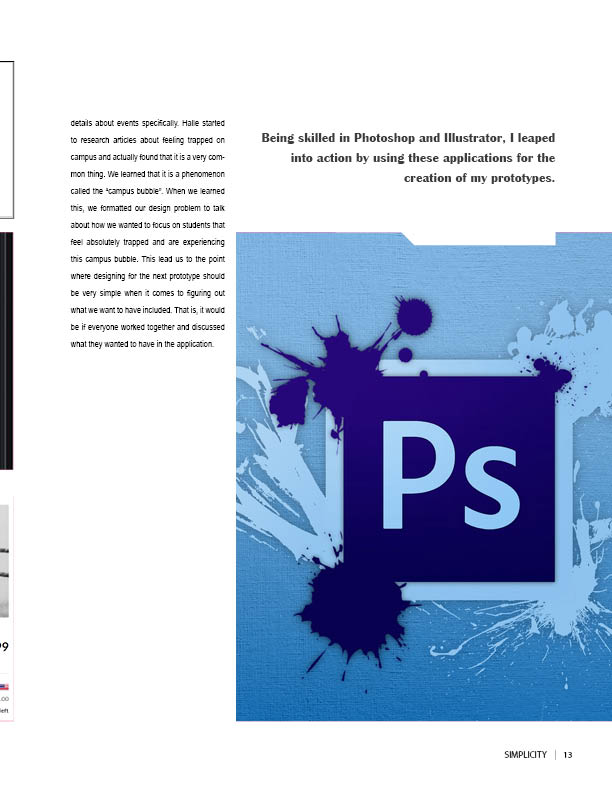 details about events specifically. Halle started
to research articles about feeling trapped on
campus and actually found that it is a very com-
mon thing. We learned that it is a phenomenon
called the "campus bubble". When we learned
this, we formatted our design problem to talk
about how we wanted to focus on students that
feel absolutely trapped and are experiencing
this campus bubble. This lead us to the point
where designing for the next prototype should
be very simple when it comes to figuring out
what we want to have included. That is, it would
be if everyone worked together and discussed
what they wanted to have in the application.
Being skilled in Photoshop and Illustrator, I leaped
into action by using these applications for the
creation of my prototypes.
Ps
99
.00
left
SIMPLICITY | 13